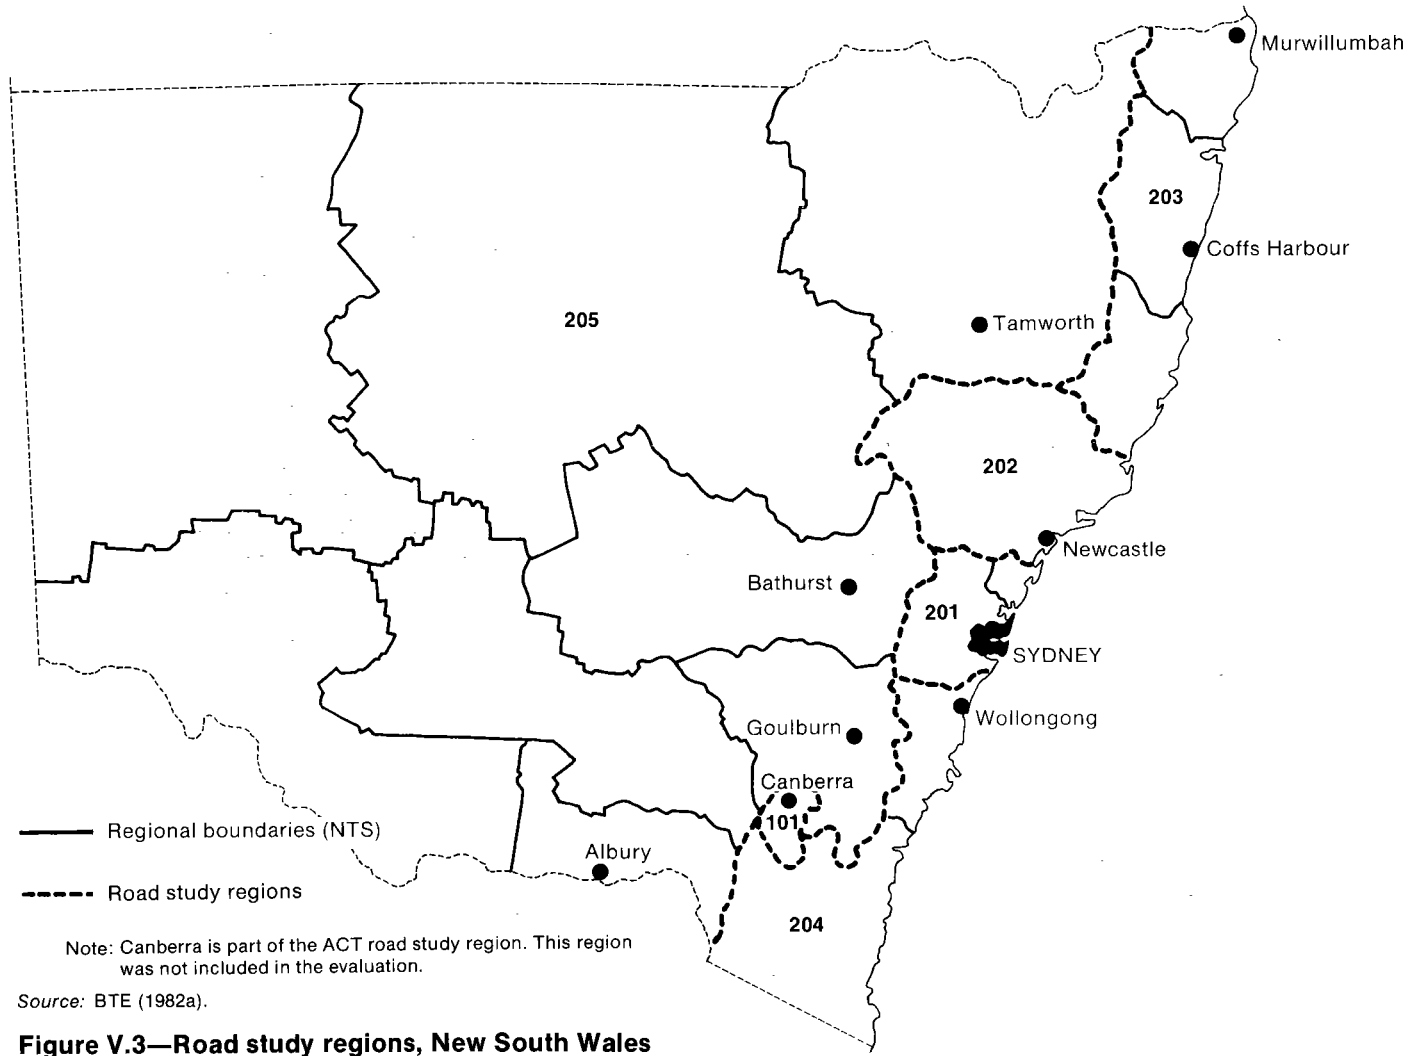 Murwillumbah
203
Coffs Harbour
205
Tamworth
202
Newcastle
Bathurst
201
SYDNEY
Wollongong
Goulburn
Canberra
101
Regional boundaries (NTS)
Albury
Road study regions
204
Note: Canberra is part of the ACT road study region. This region
was not included in the evaluation.
Source: BTE (1982a).
Figure V.3—Road study regions, New South Wales